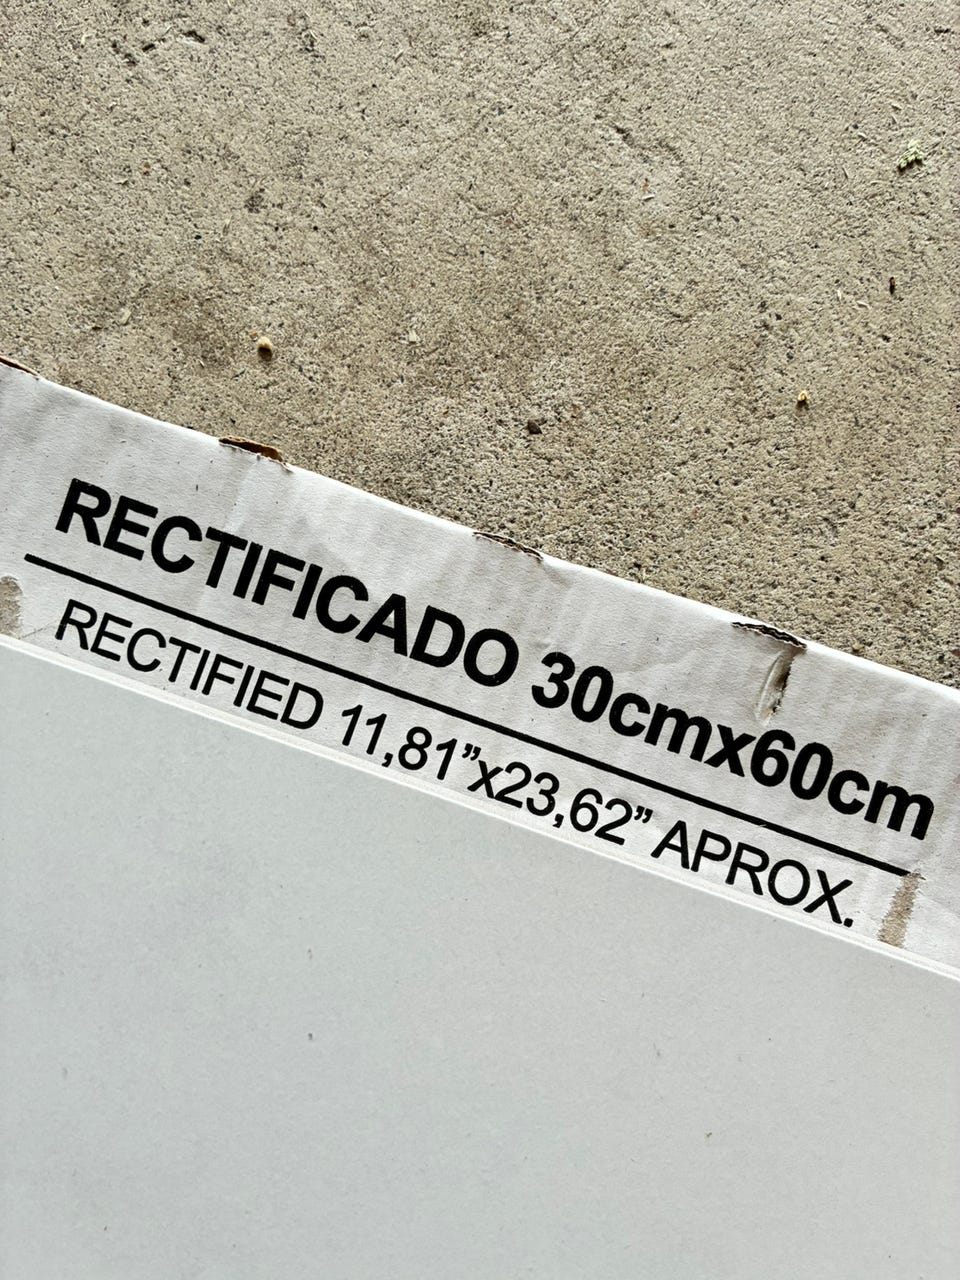 RECTIFICADO 30cmx60cm
RECTIFIED 11,81”x23,62” APROX.